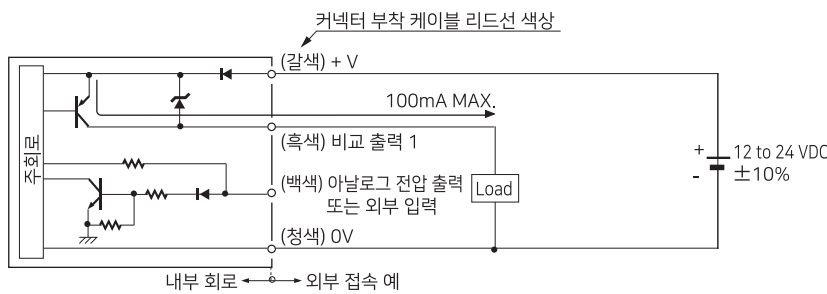 커넥터 부착 케이블 리드선 색상
(갈색) + V
100mA MAX.
(흑색) 비교 출력 1
주회로
(백색) 아날로그 전압 출력
또는 외부 입력
Load
+
-
12 to 24 VDC
±10%
(청색) 0V
내부 회로
외부 접속 예